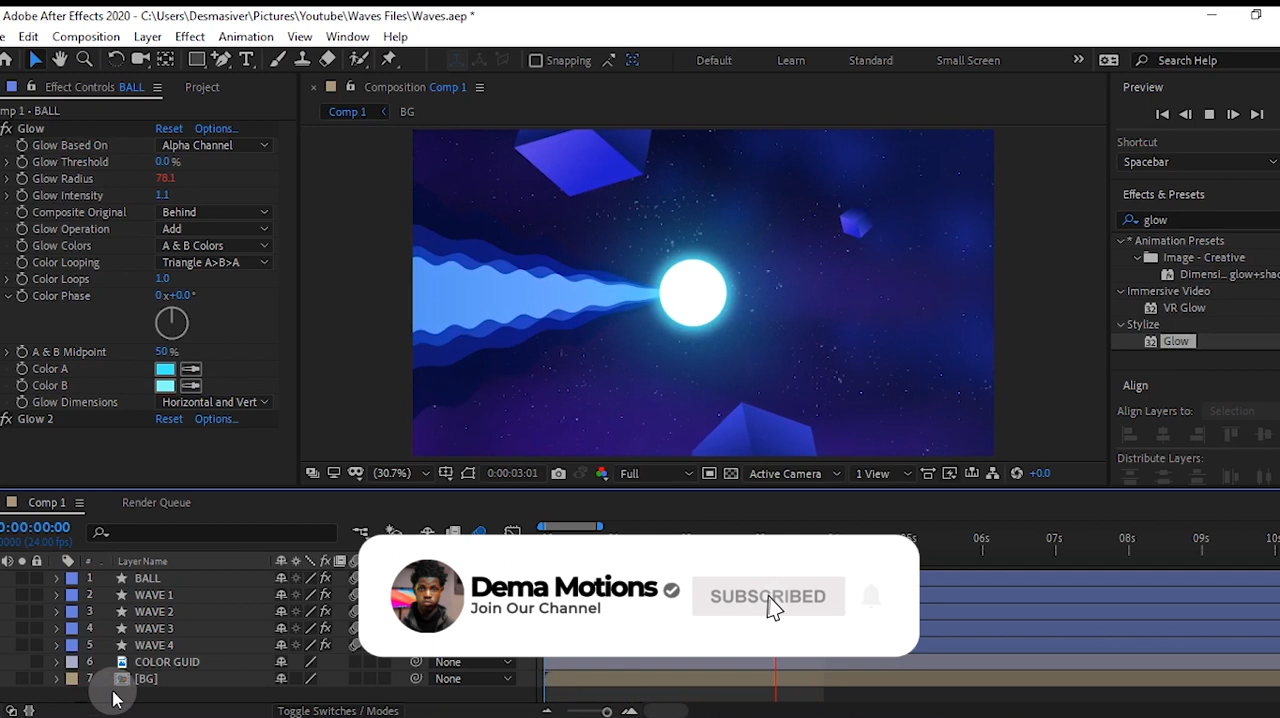 Adobe After Effects 2020 - C:\Users\Desmasiver\Pictures\Youtube\Waves Files\Waves.aep *
Edit Composition Layer Effect Animation View Window Help
Snapping Default Learn Standard Small Screen Search Help
Effect Controls BALL Project
mp 1 • BALL
fx Glow Reset Options...
Glow Based On Alpha Channel
Glow Threshold 0.0 %
Glow Radius 78.1
Glow Intensity 1.1
Composite Original Behind
Glow Operation Add
Glow Colors A & B Colors
Color Looping Triangle A>B>A
Color Loops 1.0
Color Phase 0x+0.0°
A & B Midpoint 50 %
Color A
Color B
Glow Dimensions Horizontal and Vert
fx Glow 2 Reset Options...
Composition Comp 1
Comp 1 BG
(30.7%) 0:00:03:01 Full Active Camera 1 View +0.0
Preview
Shortcut
Spacebar
Effects & Presets
glow
* Animation Presets
Image - Creative
Dimensi... glow+shad
Immersive Video
VR Glow
Stylize
Glow
Align
Align Layers to: Selection
Distribute Layers:
Comp 1 Render Queue
0:00:00:00
0000 (24.00 fps)
05s 06s 07s 08s 09s 10s
# Layer Name
1 BALL
2 WAVE 1
3 WAVE 2
4 WAVE 3
5 WAVE 4
6 COLOR GUID None
7 [BG] None
Toggle Switches / Modes
Dema Motions
Join Our Channel
SUBSCRIBED